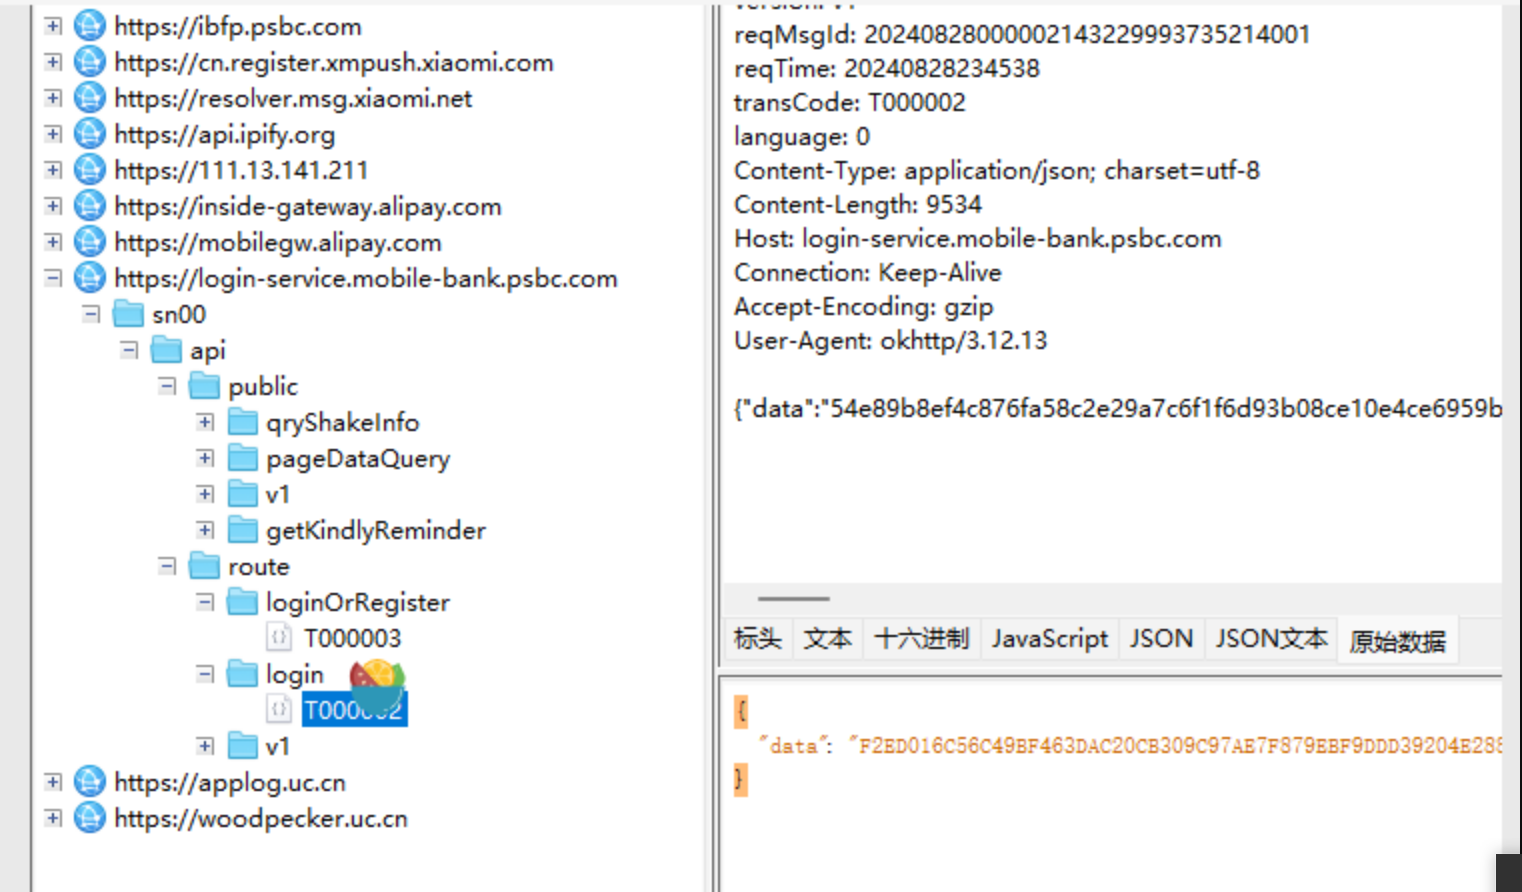 https://ibfp.psbc.com
https://cn.register.xmpush.xiaomi.com
https://resolver.msg.xiaomi.net
https://api.ipify.org
https://111.13.141.211
https://inside-gateway.alipay.com
https://mobilegw.alipay.com
https://login-service.mobile-bank.psbc.com
sn00
api
public
qryShakeInfo
pageDataQuery
v1
getKindlyReminder
route
loginOrRegister
T000003
login
v1
https://applog.uc.cn
https://woodpecker.uc.cn
reqMsgId: 20240828000002143229993735214001
reqTime: 20240828234538
transCode: T000002
language: 0
Content-Type: application/json; charset=utf-8
Content-Length: 9534
Host: login-service.mobile-bank.psbc.com
Connection: Keep-Alive
Accept-Encoding: gzip
User-Agent: okhttp/3.12.13
{"data":"54e89b8ef4c876fa58c2e29a7c6f1f6d93b08ce10e4ce6959b
标头 文本 十六进制 JavaScript JSON JSON文本 原始数据
{
"data": "F2ED016C56C49BF463DAC20CB309C97AE7F879EBF9DDD39204E288
}